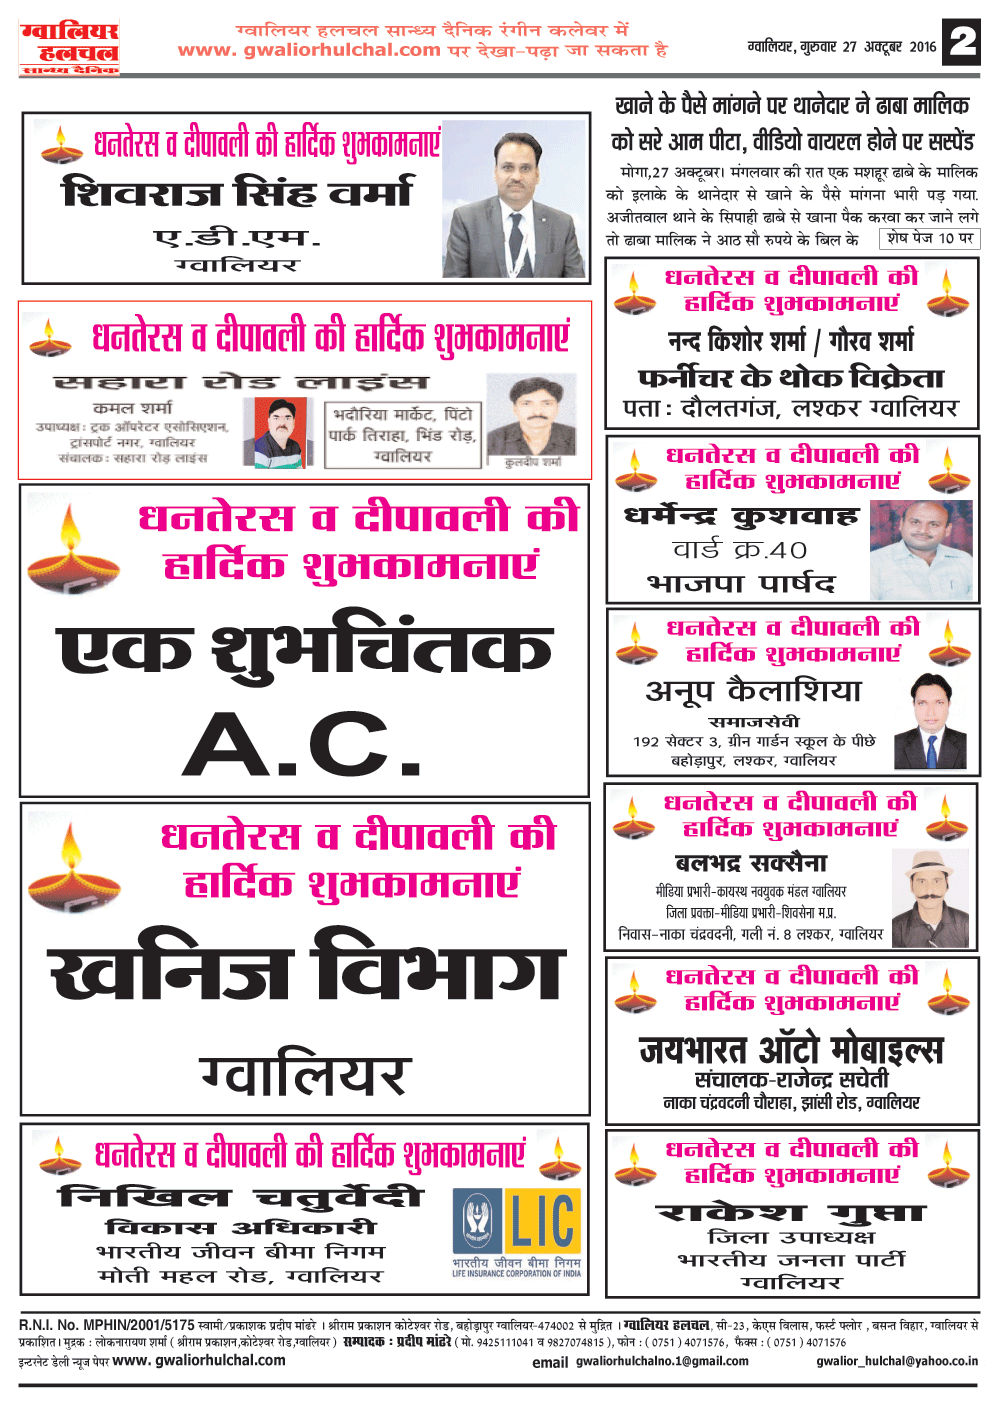 ग्वालियर
हलचल
सान्ध्य दैनिक
ग्वालियर हलचल सान्ध्य दैनिक रंगीन कलेवर में
www. gwaliorhulchal.com पर देखा-पढ़ा जा सकता है
ग्वालियर, गुरुवार 27 अक्टूबर 2016
2
धनतेरस व दीपावली की हार्दिक शुभकामनाएं
शिवराज सिंह वर्मा
ए.डी.एम.
ग्वालियर
धनतेरस व दीपावली की हार्दिक शुभकामनाएं
सहारा रोड लाइंस
कमल शर्मा
उपाध्यक्ष: ट्रक ऑपरेटर एसोसिएशन,
ट्रांसपोर्ट नगर, ग्वालियर
संचालक: सहारा रोड़ लाइंस
भदौरिया मार्केट, पिंटो
पार्क तिराहा, भिंड रोड़,
ग्वालियर
कुलदीप शर्मा
धनतेरस व दीपावली की
हार्दिक शुभकामनाएं
एक शुभचिंतक
A.C.
धनतेरस व दीपावली की
हार्दिक शुभकामनाएं
खनिज विभाग
ग्वालियर
धनतेरस व दीपावली की हार्दिक शुभकामनाएं
निखिल चतुर्वेदी
विकास अधिकारी
भारतीय जीवन बीमा निगम
मोती महल रोड, ग्वालियर
LIC
भारतीय जीवन बीमा निगम
LIFE INSURANCE CORPORATION OF INDIA
खाने के पैसे मांगने पर थानेदार ने ढाबा मालिक
को सरे आम पीटा, वीडियो वायरल होने पर सस्पेंड
मोगा,27 अक्टूबर। मंगलवार की रात एक मशहूर ढाबे के मालिक
को इलाके के थानेदार से खाने के पैसे मांगना भारी पड़ गया.
अजीतवाल थाने के सिपाही ढाबे से खाना पैक करवा कर जाने लगे
तो ढाबा मालिक ने आठ सौ रुपये के बिल के शेष पेज 10 पर
धनतेरस व दीपावली की
हार्दिक शुभकामनाएं
नन्द किशोर शर्मा / गौरव शर्मा
फर्नीचर के थोक विक्रेता
पता : दौलतगंज, लश्कर ग्वालियर
धनतेरस व दीपावली की
हार्दिक शुभकामनाएं
धर्मेन्द्र कुशवाह
वार्ड क्र.40
भाजपा पार्षद
धनतेरस व दीपावली की
हार्दिक शुभकामनाएं
अनूप कैलाशिया
समाजसेवी
192 सेक्टर 3, ग्रीन गार्डन स्कूल के पीछे
बहोड़ापुर, लश्कर, ग्वालियर
धनतेरस व दीपावली की
हार्दिक शुभकामनाएं
बलभद्र सक्सैना
मीडिया प्रभारी-कायस्थ नवयुवक मंडल ग्वालियर
जिला प्रवक्ता-मीडिया प्रभारी-शिवसेना म.प्र.
निवास-नाका चंद्रवदनी, गली नं. 8 लश्कर, ग्वालियर
धनतेरस व दीपावली की
हार्दिक शुभकामनाएं
जयभारत ऑटो मोबाइल्स
संचालक-राजेन्द्र सचेती
नाका चंद्रवदनी चौराहा, झांसी रोड, ग्वालियर
धनतेरस व दीपावली की
हार्दिक शुभकामनाएं
राकेश गुप्ता
जिला उपाध्यक्ष
भारतीय जनता पार्टी
ग्वालियर
R.N.I. No. MPHIN/2001/5175 स्वामी/प्रकाशक प्रदीप मांढरे । श्रीराम प्रकाशन कोटेश्वर रोड, बहोड़ापुर ग्वालियर-474002 से मुद्रित । ग्वालियर हलचल, सी-23, केएस विलास, फर्स्ट फ्लोर , बसन्त विहार, ग्वालियर से
प्रकाशित। मुद्रक : लोकनारायण शर्मा ( श्रीराम प्रकाशन,कोटेश्वर रोड,ग्वालियर ) सम्पादक : प्रदीप मांढरे ( मो. 9425111041 व 9827074815 ), फोन : ( 0751 ) 4071576, फैक्स : ( 0751 ) 4071576
इन्टरनेट डेली न्यूज पेपर www. gwaliorhulchal.com email gwaliorhulchalno.1@gmail.com gwalior_hulchal@yahoo.co.in